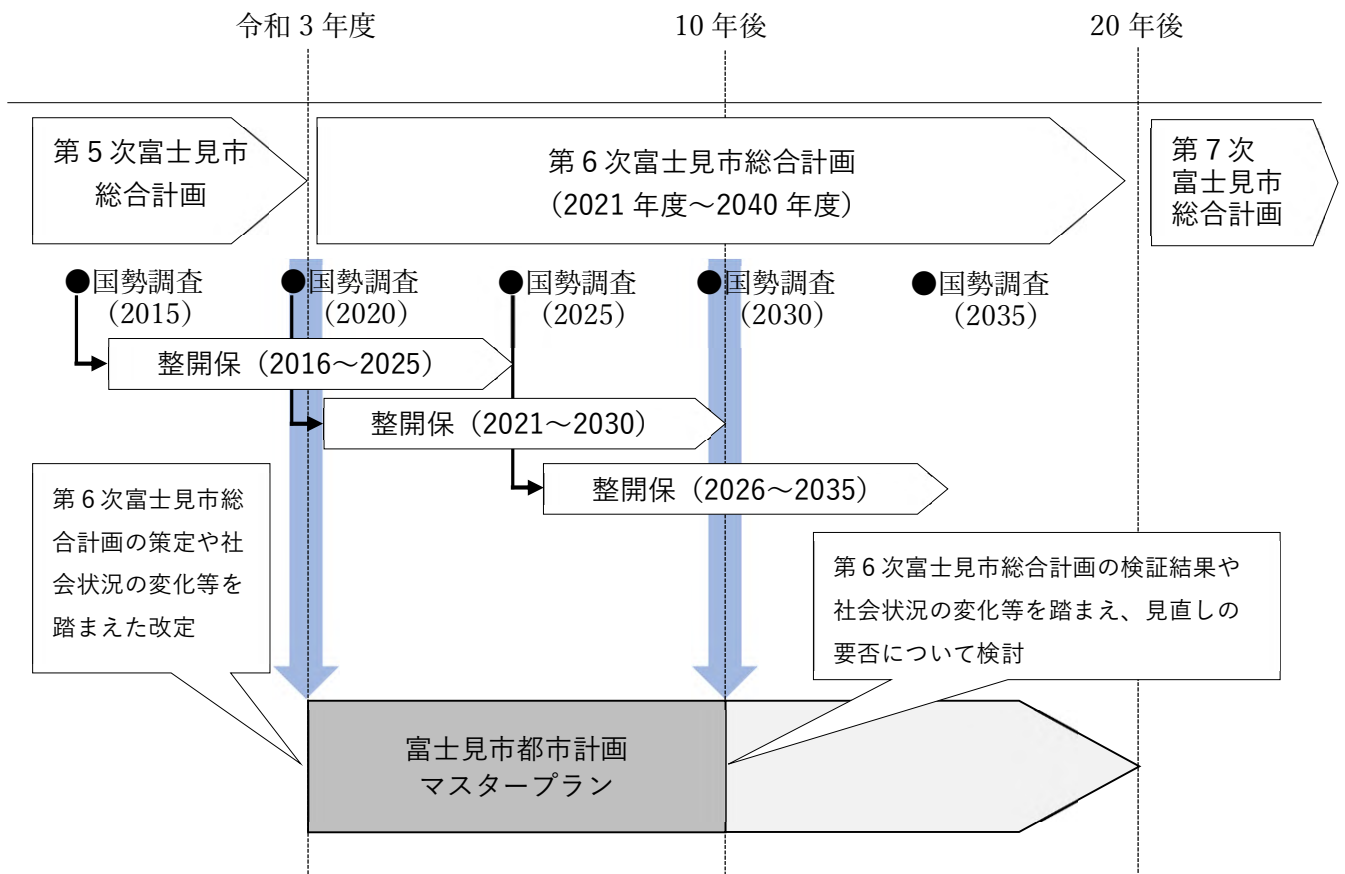 令和 3 年度
10 年後
20 年後
第 5 次富士見市
総合計画
第 6 次富士見市総合計画
（2021 年度～2040 年度）
第 7 次
富士見市
総合計画
●国勢調査
（2015）
●国勢調査
（2020）
●国勢調査
（2025）
●国勢調査
（2030）
●国勢調査
（2035）
整開保（2016～2025）
整開保（2021～2030）
整開保（2026～2035）
第 6 次富士見市総
合計画の策定や社
会状況の変化等を
踏まえた改定
第 6 次富士見市総合計画の検証結果や
社会状況の変化等を踏まえ、見直しの
要否について検討
富士見市都市計画
マスタープラン